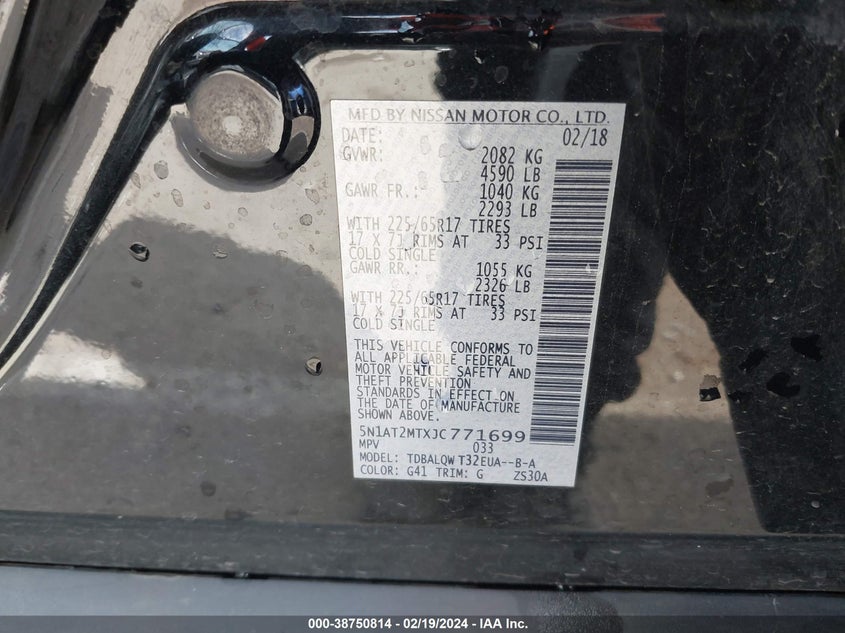 MFD BY NISSAN MOTOR CO., LTD.
DATE: 02/18
GVWR: 2082 KG
4590 LB
GAWR FR.: 1040 KG
2293 LB
WITH 225/65R17 TIRES
17 X 7J RIMS AT 33 PSI
COLD SINGLE
GAWR RR.: 1055 KG
2326 LB
WITH 225/65R17 TIRES
17 X 7J RIMS AT 33 PSI
COLD SINGLE
THIS VEHICLE CONFORMS TO
ALL APPLICABLE FEDERAL
MOTOR VEHICLE SAFETY AND
THEFT PREVENTION
STANDARDS IN EFFECT ON
THE DATE OF MANUFACTURE
SHOWN ABOVE.
5N1AT2MTXJC771699
MPV 033
MODEL: TDBALQW T32EUA--B-A
COLOR: G41 TRIM: G ZS30A
000-38750814 - 02/19/2024 - IAA Inc.